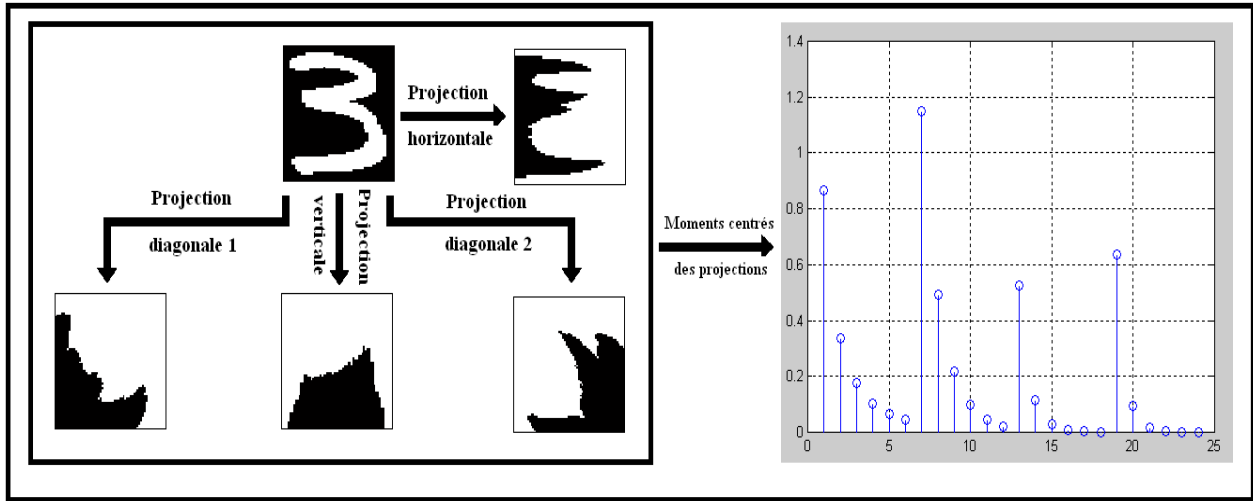 3
Projection
horizontale
Projection
diagonale 1
Projection
verticale
Projection
diagonale 2
Moments centrés
des projections
1.4
1.2
1
0.8
0.6
0.4
0.2
0
0 5 10 15 20 25